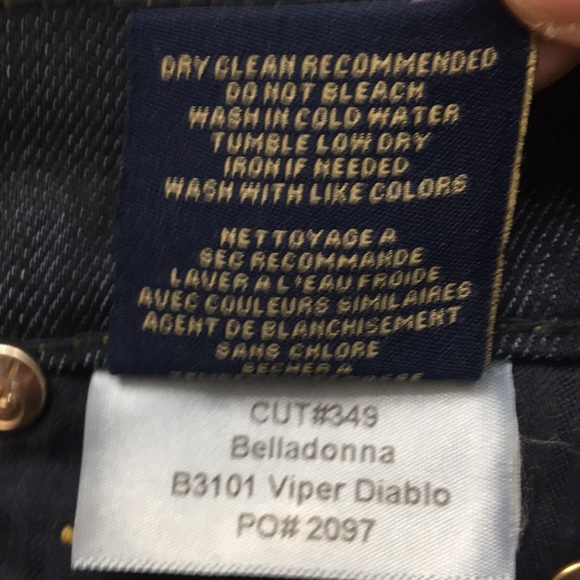 DRY CLEAN RECOMMENDED
DO NOT BLEACH
WASH IN COLD WATER
TUMBLE LOW DRY
IRON IF NEEDED
WASH WITH LIKE COLORS
NETTOYAGE A
SEC RECOMMANDE
LAVER A L'EAU FROIDE
AVEC COULEURS SIMILAIRES
AGENT DE BLANCHISEMENT
SANS CHLORE
SECHER A
CUT#349
Belladonna
B3101 Viper Diablo
PO# 2097